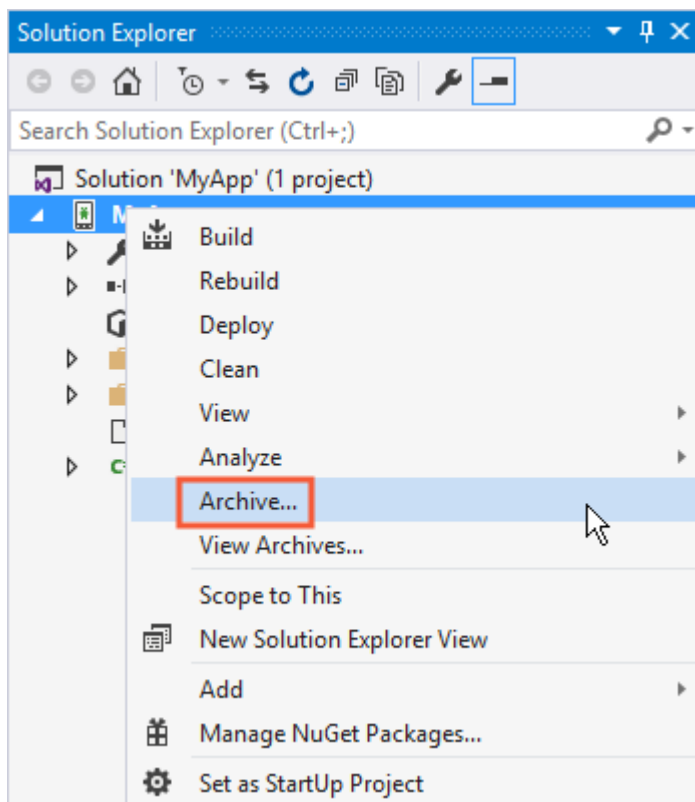 Solution Explorer
Search Solution Explorer (Ctrl+;)
Solution 'MyApp' (1 project)
Build
Rebuild
Deploy
Clean
View
Analyze
Archive...
View Archives...
Scope to This
New Solution Explorer View
Add
Manage NuGet Packages...
Set as StartUp Project